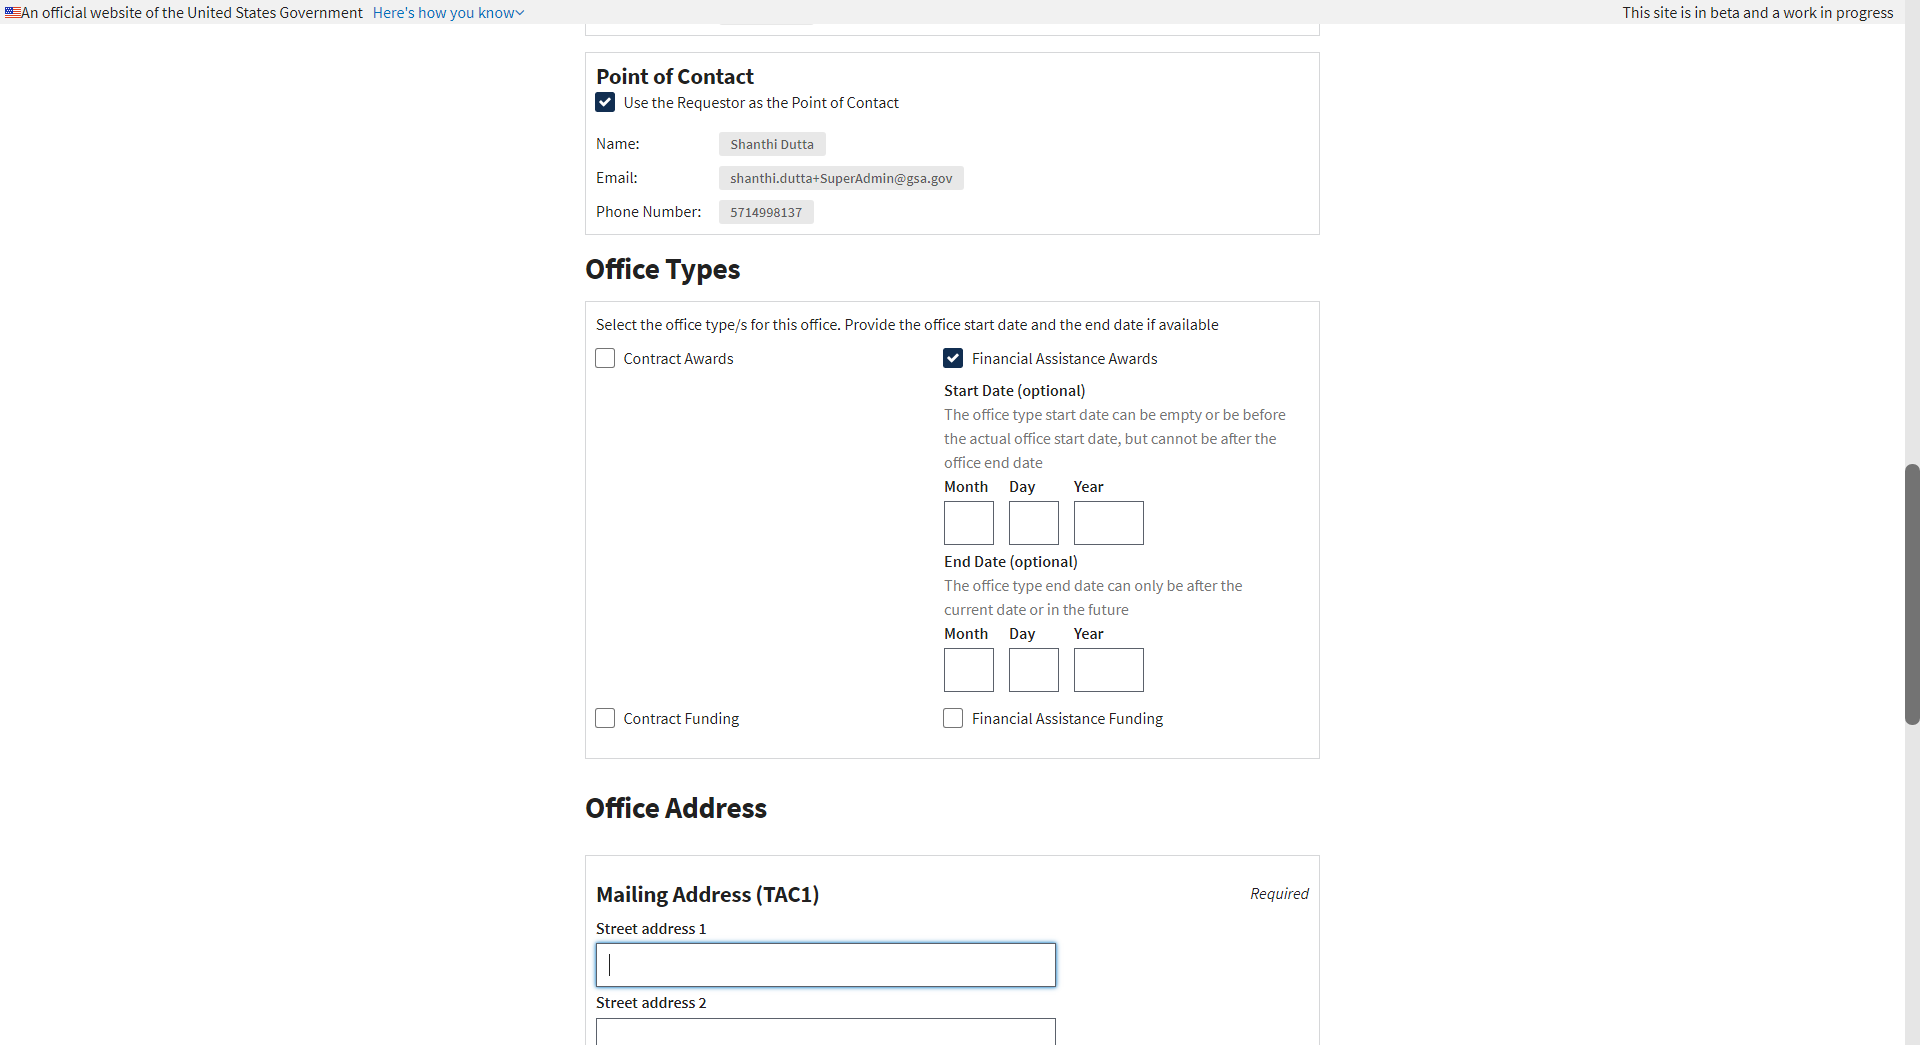 An official website of the United States Government Here's how you know
This site is in beta and a work in progress
Point of Contact
Use the Requestor as the Point of Contact
Name: Shanthi Dutta
Email: shanthi.dutta+SuperAdmin@gsa.gov
Phone Number: 5714998137
Office Types
Select the office type/s for this office. Provide the office start date and the end date if available
Contract Awards
Financial Assistance Awards
Start Date (optional)
The office type start date can be empty or be before
the actual office start date, but cannot be after the
office end date
Month Day Year
End Date (optional)
The office type end date can only be after the
current date or in the future
Month Day Year
Contract Funding
Financial Assistance Funding
Office Address
Mailing Address (TAC1)
Required
Street address 1
Street address 2